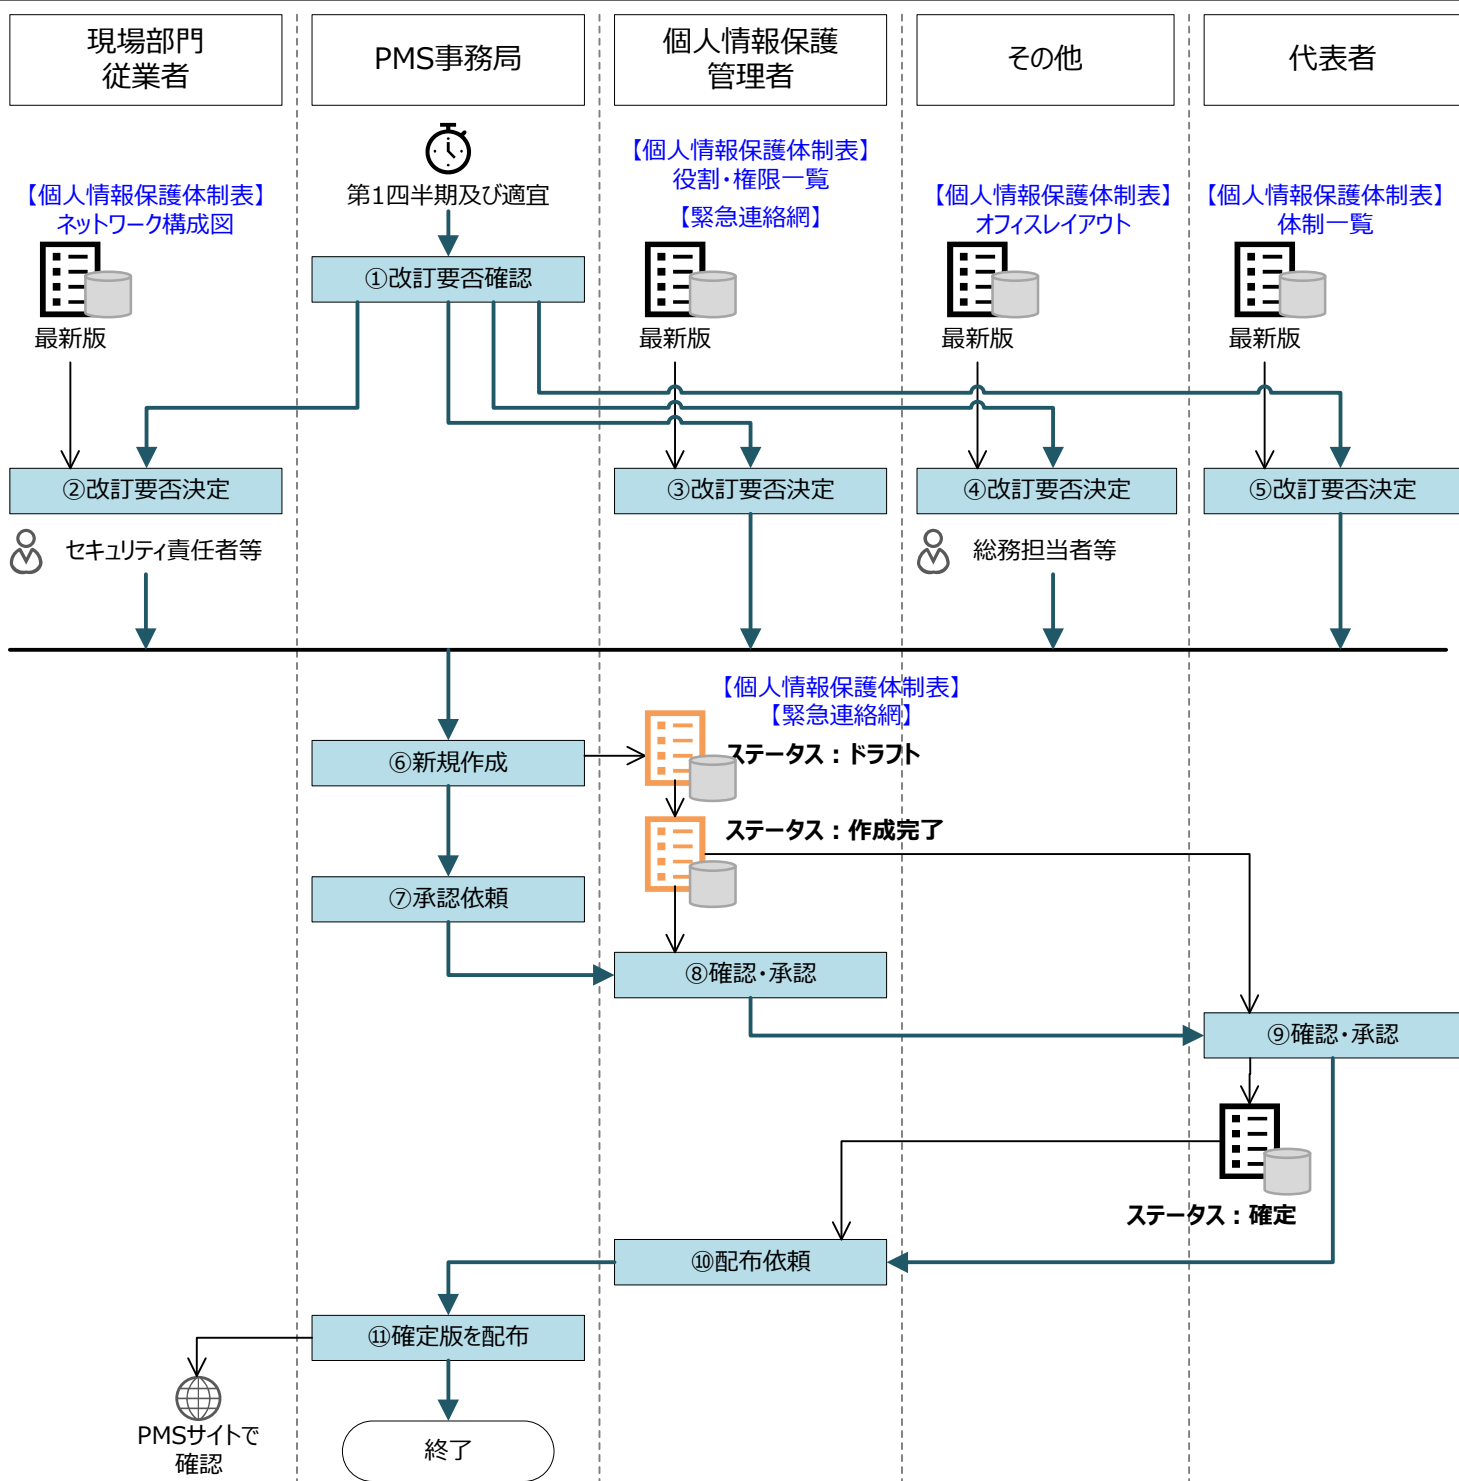 現場部門
従業者
PMS事務局
個人情報保護
管理者
その他
代表者
【個人情報保護体制表】
ネットワーク構成図
最新版
第1四半期及び適宜
①改訂要否確認
【個人情報保護体制表】
役割・権限一覧
【緊急連絡網】
最新版
【個人情報保護体制表】
オフィスレイアウト
最新版
【個人情報保護体制表】
体制一覧
最新版
②改訂要否決定
③改訂要否決定
④改訂要否決定
⑤改訂要否決定
セキュリティ責任者等
総務担当者等
【個人情報保護体制表】
【緊急連絡網】
⑥新規作成
ステータス：ドラフト
ステータス：作成完了
⑦承認依頼
⑧確認・承認
⑨確認・承認
ステータス：確定
⑩配布依頼
⑪確定版を配布
PMSサイトで
確認
終了